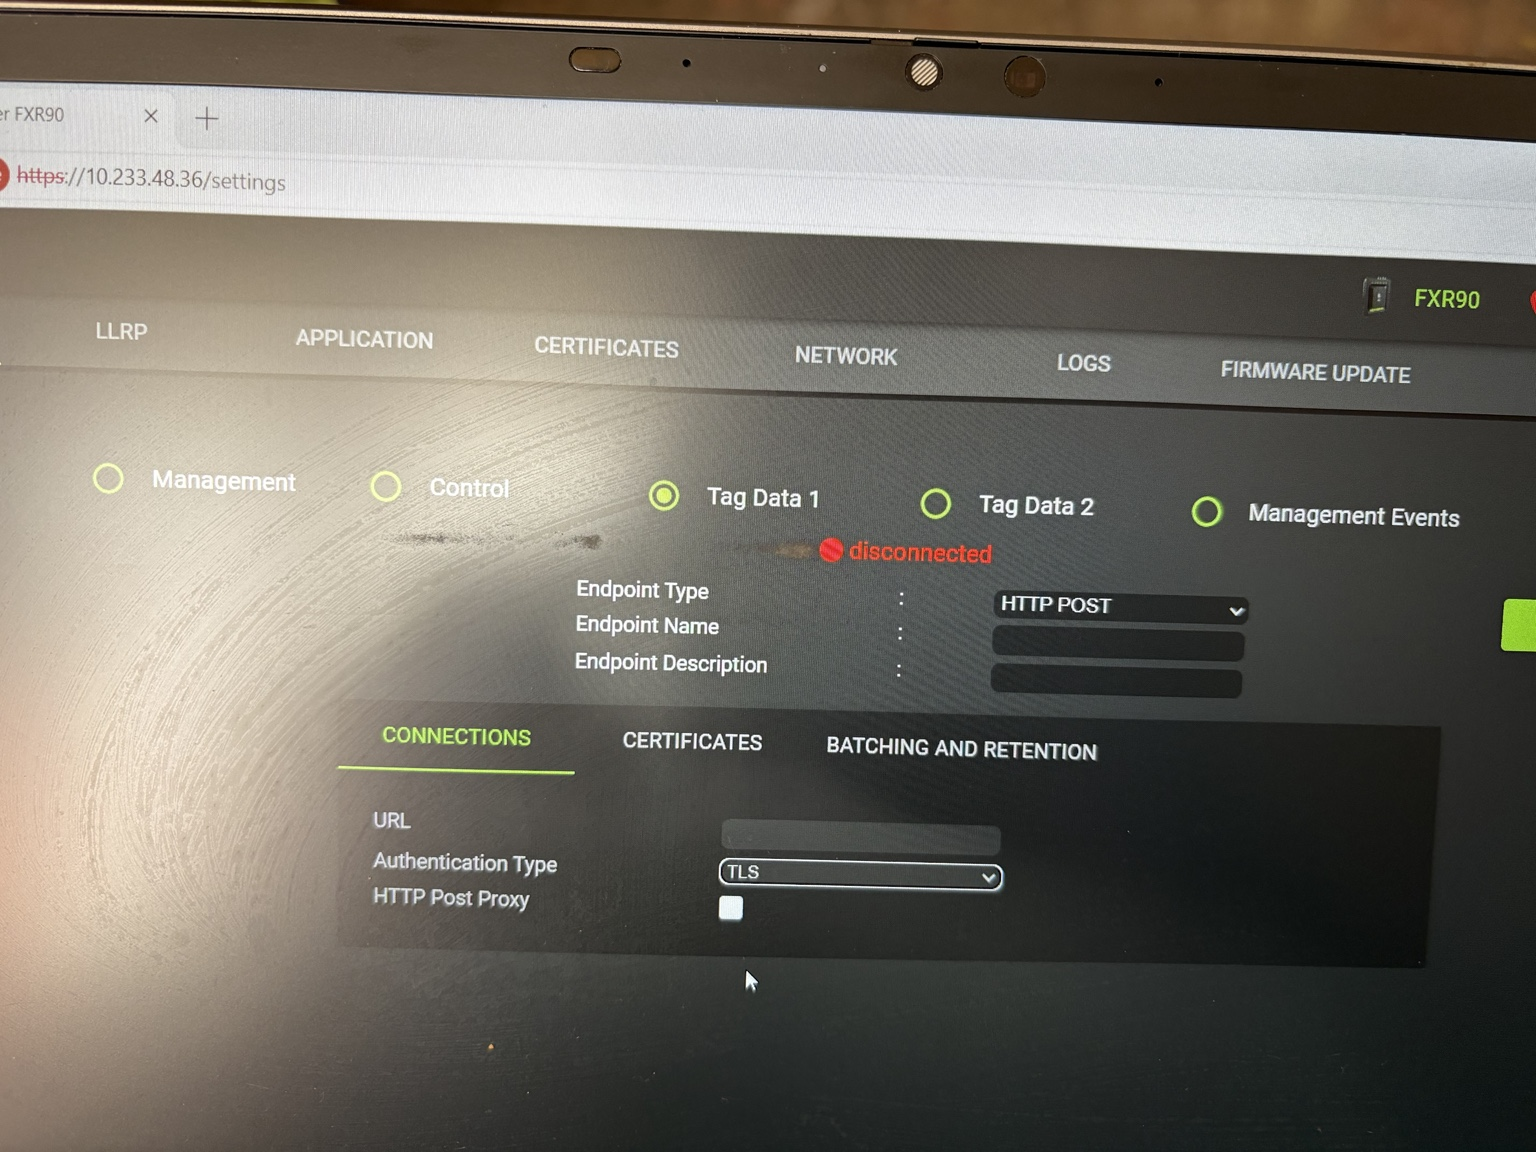 er FXR90
https://10.233.48.36/settings
FXR90
LLRP APPLICATION CERTIFICATES NETWORK LOGS FIRMWARE UPDATE
Management Control Tag Data 1 Tag Data 2 Management Events
disconnected
Endpoint Type : HTTP POST
Endpoint Name :
Endpoint Description :
CONNECTIONS CERTIFICATES BATCHING AND RETENTION
URL
Authentication Type TLS
HTTP Post Proxy